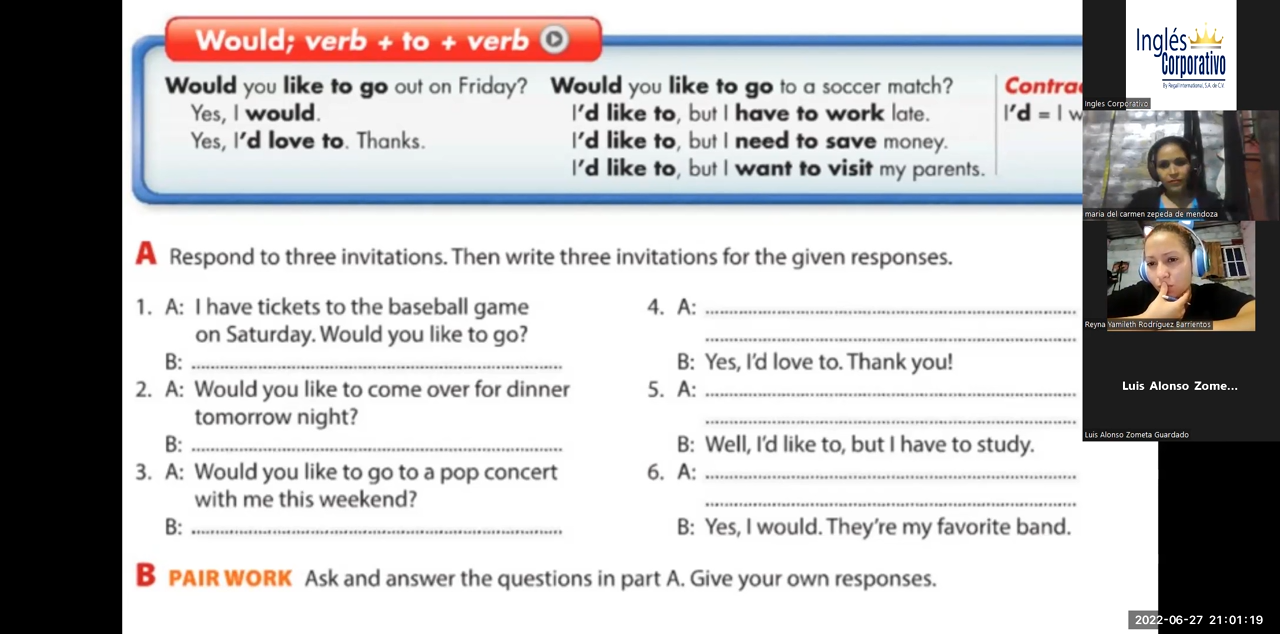 Would; verb + to + verb
Would you like to go out on Friday?
Yes, I would.
Yes, I'd love to. Thanks.
Would you like to go to a soccer match?
I'd like to, but I have to work late.
I'd like to, but I need to save money.
I'd like to, but I want to visit my parents.
I'd = I
A Respond to three invitations. Then write three invitations for the given responses.
1. A: I have tickets to the baseball game
on Saturday. Would you like to go?
B:
2. A: Would you like to come over for dinner
tomorrow night?
B:
3. A: Would you like to go to a pop concert
with me this weekend?
B:
4. A:
B: Yes, I'd love to. Thank you!
5. A:
B: Well, I'd like to, but I have to study.
6. A:
B: Yes, I would. They're my favorite band.
B PAIR WORK Ask and answer the questions in part A. Give your own responses.
Inglés
Corporativo
By Regal International, S.A. de C.V.
Ingles Corporativo
maria del carmen zepeda de mendoza
Reyna Yamileth Rodríguez Barrientos
Luis Alonso Zome...
Luis Alonso Zometa Guardado
2022-06-27 21:01:19